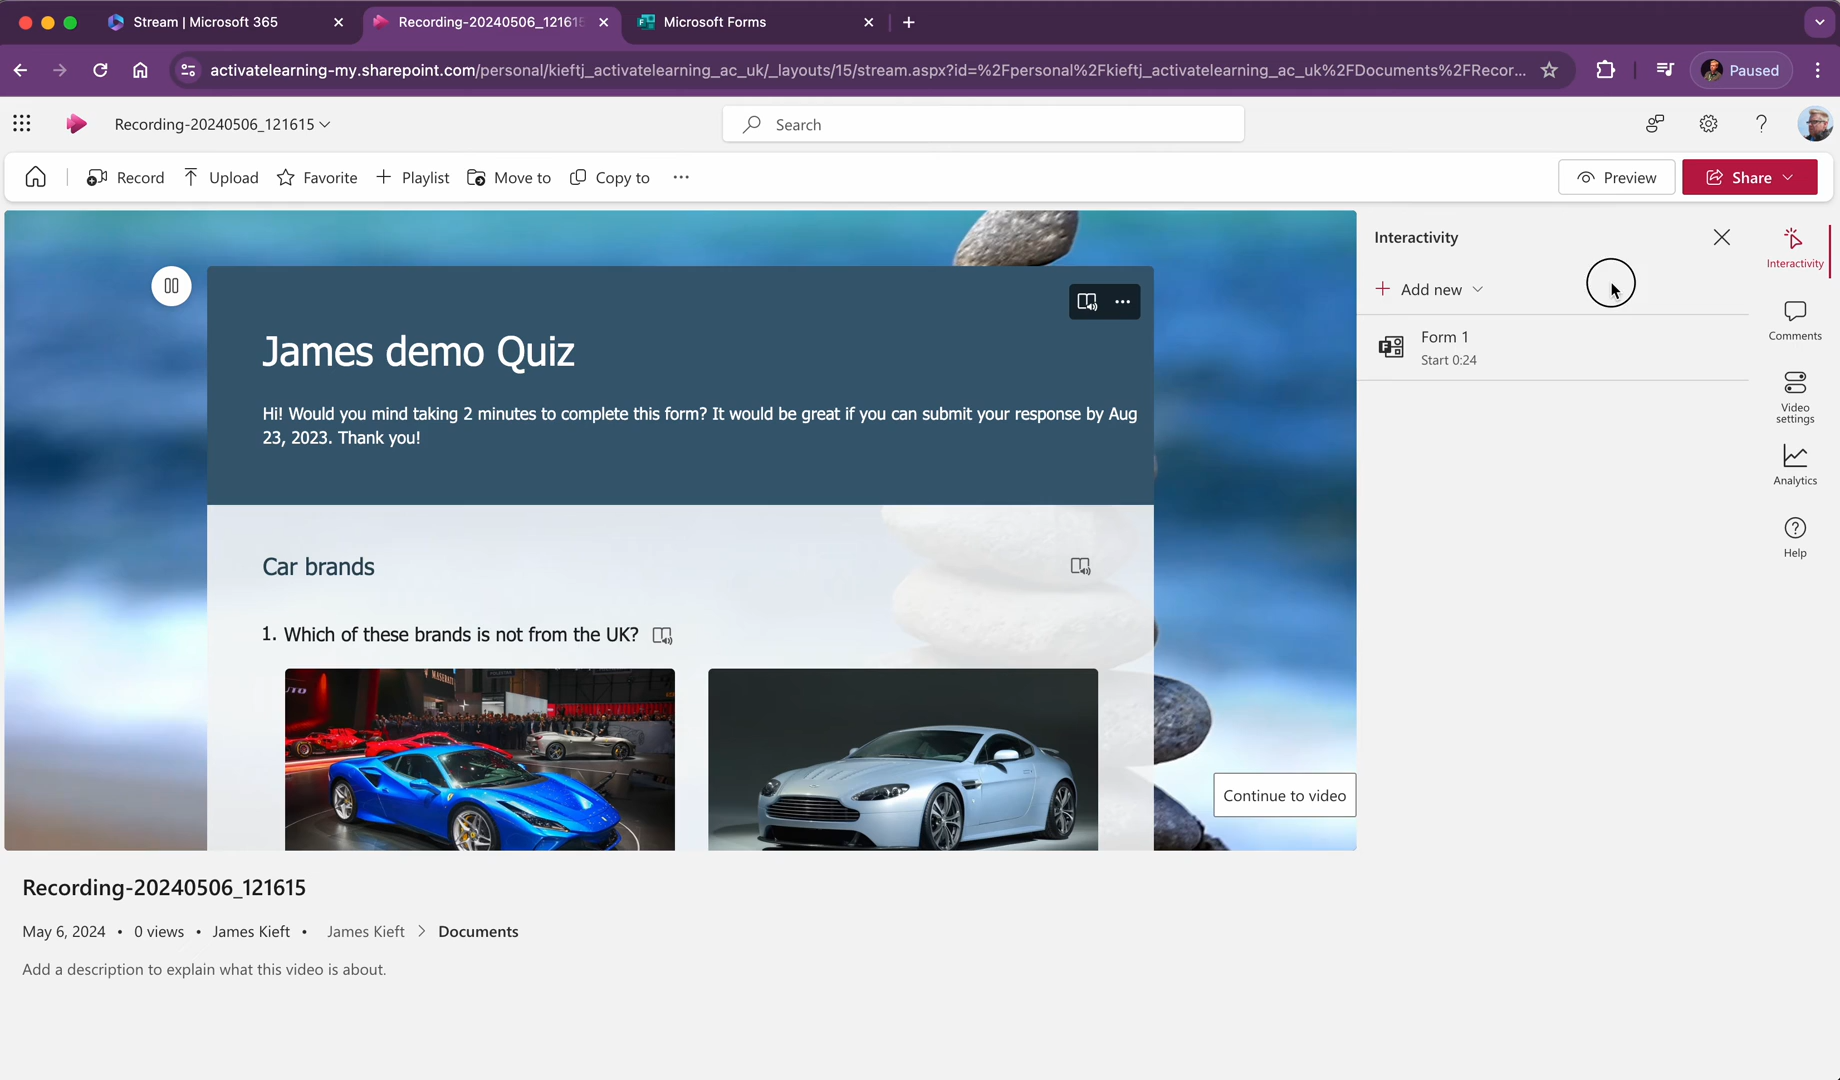 Stream | Microsoft 365
Recording-20240506_121615
Microsoft Forms
activatelearning-my.sharepoint.com/personal/kieftj_activatelearning_ac_uk/_layouts/15/stream.aspx?id=%2Fpersonal%2Fkieftj_activatelearning_ac_uk%2FDocuments%2FRecor...
Paused
Recording-20240506_121615
Search
Record
Upload
Favorite
Playlist
Move to
Copy to
Preview
Share
James demo Quiz
Hi! Would you mind taking 2 minutes to complete this form? It would be great if you can submit your response by Aug
23, 2023. Thank you!
Car brands
1. Which of these brands is not from the UK?
MASERATI
Continue to video
Interactivity
Add new
Form 1
Start 0:24
Interactivity
Comments
Video
settings
Analytics
Help
Recording-20240506_121615
May 6, 2024 • 0 views • James Kieft • James Kieft > Documents
Add a description to explain what this video is about.